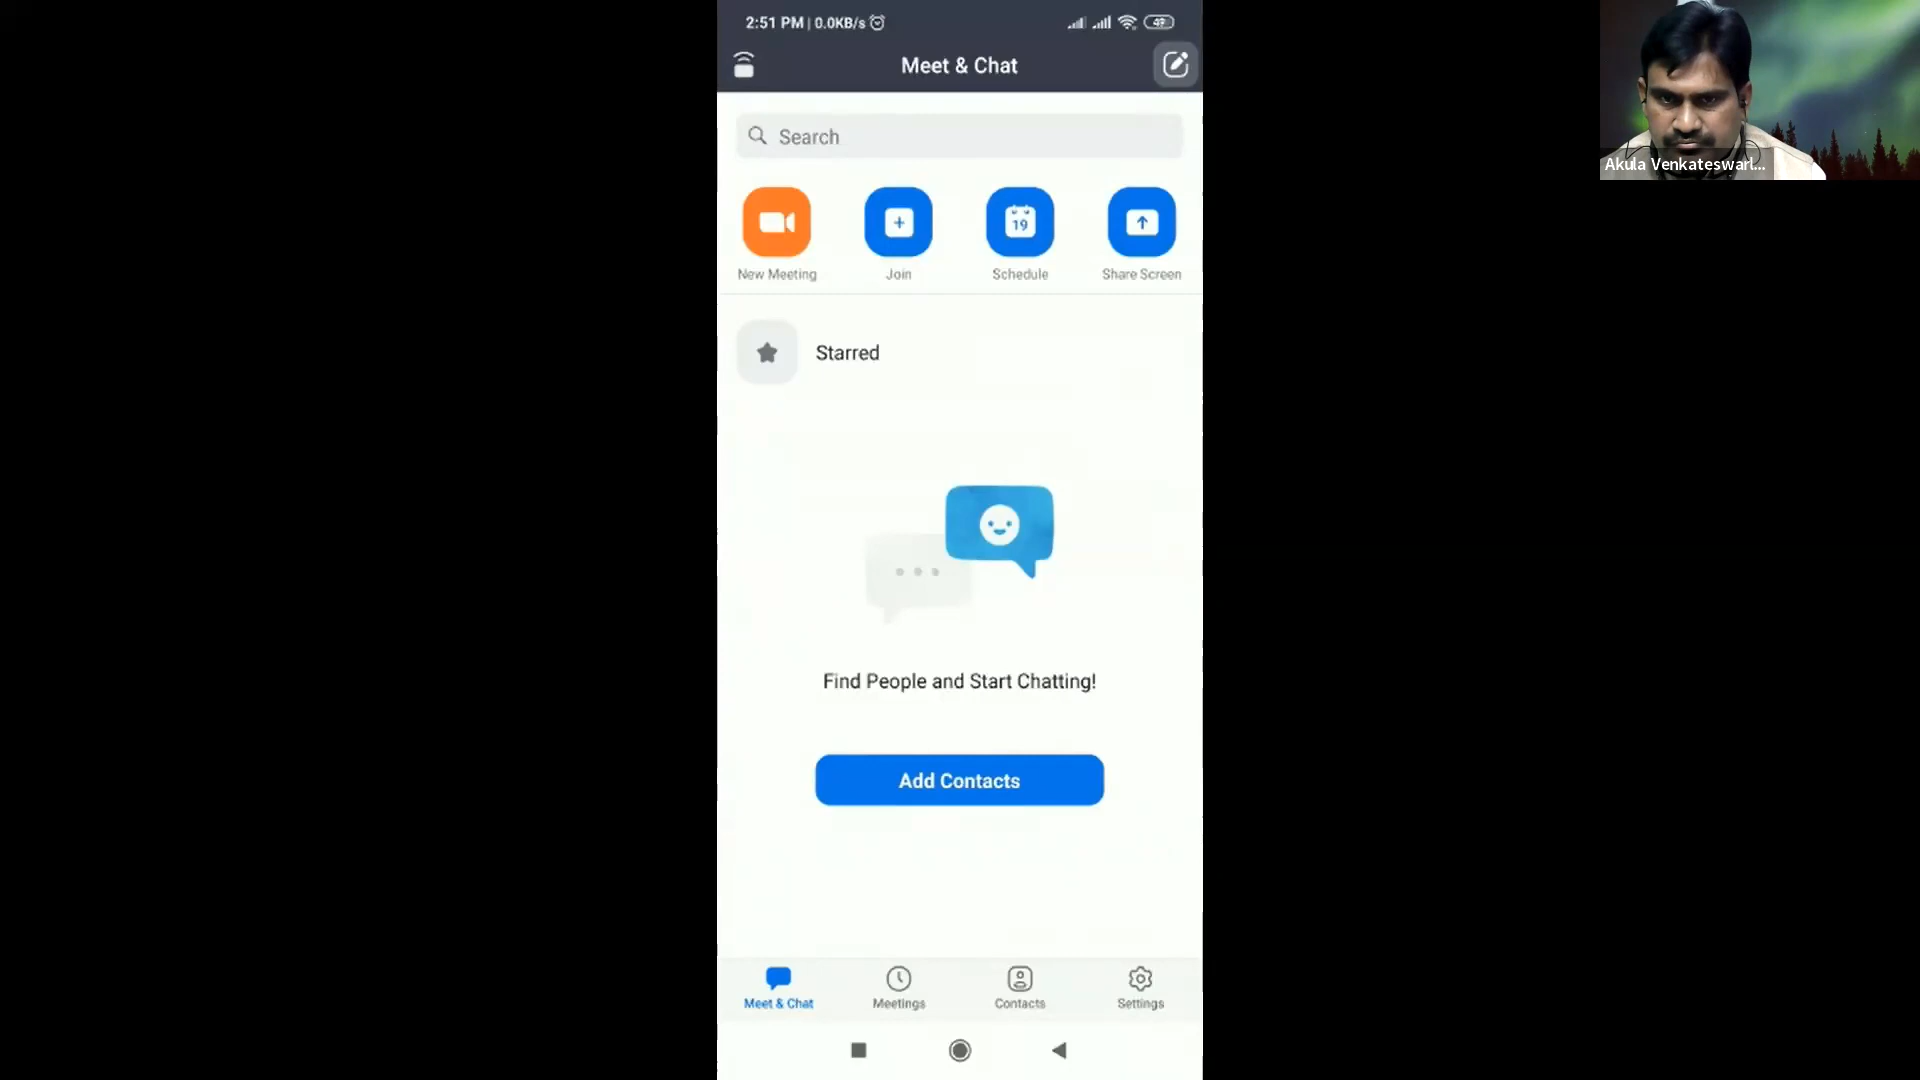 2:51 PM | 0.0KB/s
49
Meet & Chat
Search
19
New Meeting
Join
Schedule
Share Screen
Starred
Find People and Start Chatting!
Add Contacts
Meet & Chat
Meetings
Contacts
Settings
Akula Venkateswarl...